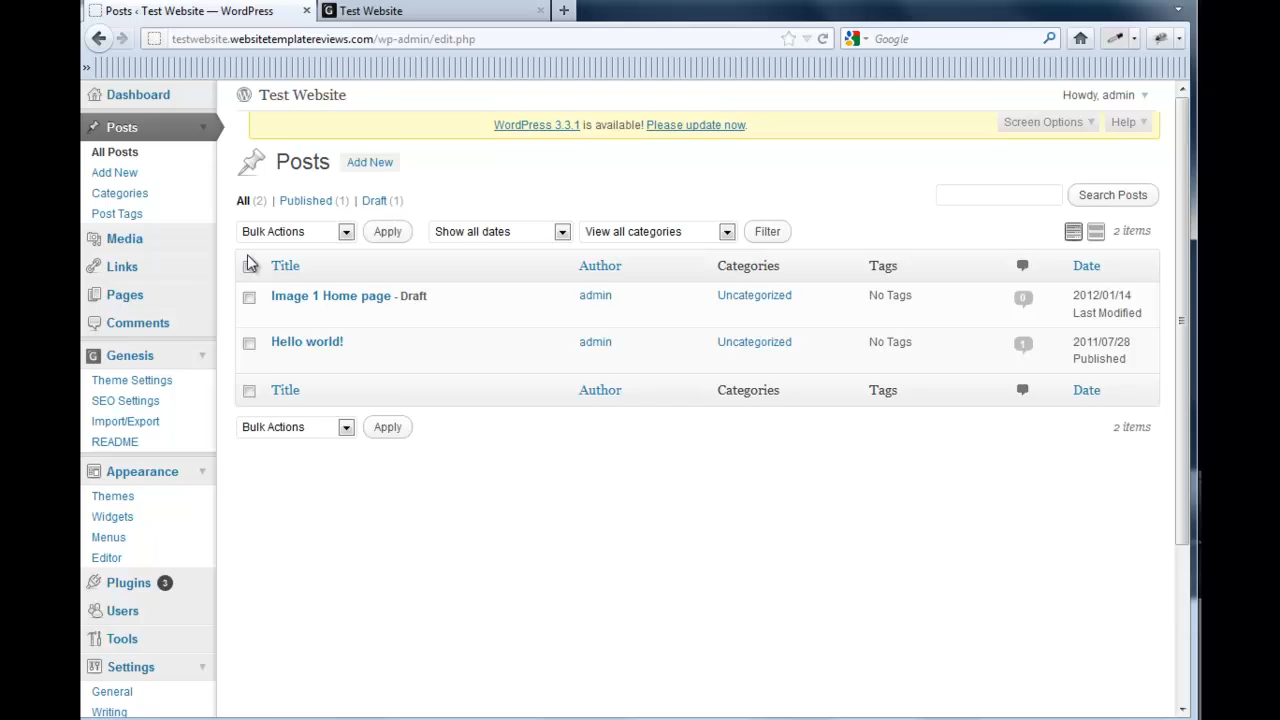 Posts ‹ Test Website — WordPress × Test Website × +
testwebsite.websitetemplatereviews.com/wp-admin/edit.php Google
»
Dashboard
Posts
All Posts
Add New
Categories
Post Tags
Media
Links
Pages
Comments
Genesis
Theme Settings
SEO Settings
Import/Export
README
Appearance
Themes
Widgets
Menus
Editor
Plugins 3
Users
Tools
Settings
General
Writing
Test Website Howdy, admin
WordPress 3.3.1 is available! Please update now. Screen Options Help
Posts Add New
All (2) | Published (1) | Draft (1) Search Posts
Bulk Actions Apply Show all dates View all categories Filter 2 items
Title Author Categories Tags Date
Image 1 Home page - Draft admin Uncategorized No Tags 0 2012/01/14
Last Modified
Hello world! admin Uncategorized No Tags 1 2011/07/28
Published
Title Author Categories Tags Date
Bulk Actions Apply 2 items